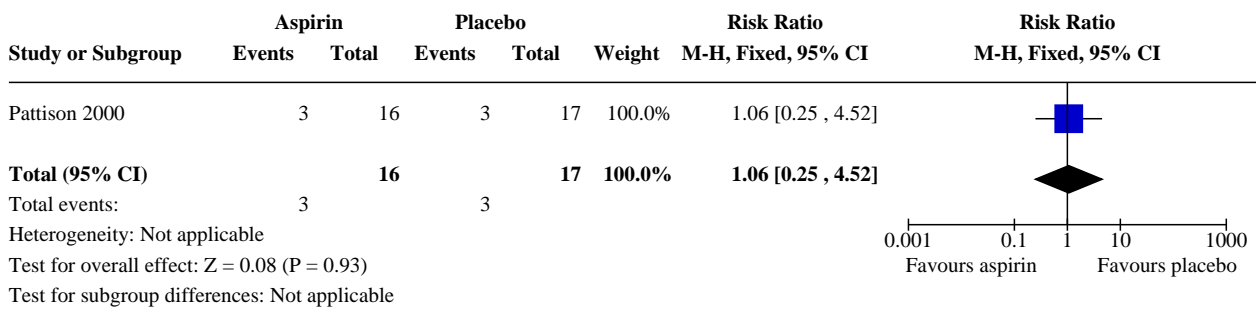 Aspirin Placebo Risk Ratio Risk Ratio
Study or Subgroup Events Total Events Total Weight M-H, Fixed, 95% CI M-H, Fixed, 95% CI
Pattison 2000 3 16 3 17 100.0% 1.06 [0.25 , 4.52]
Total (95% CI) 16 17 100.0% 1.06 [0.25 , 4.52]
Total events: 3 3
Heterogeneity: Not applicable
0.001 0.1 1 10 1000
Test for overall effect: Z = 0.08 (P = 0.93) Favours aspirin Favours placebo
Test for subgroup differences: Not applicable